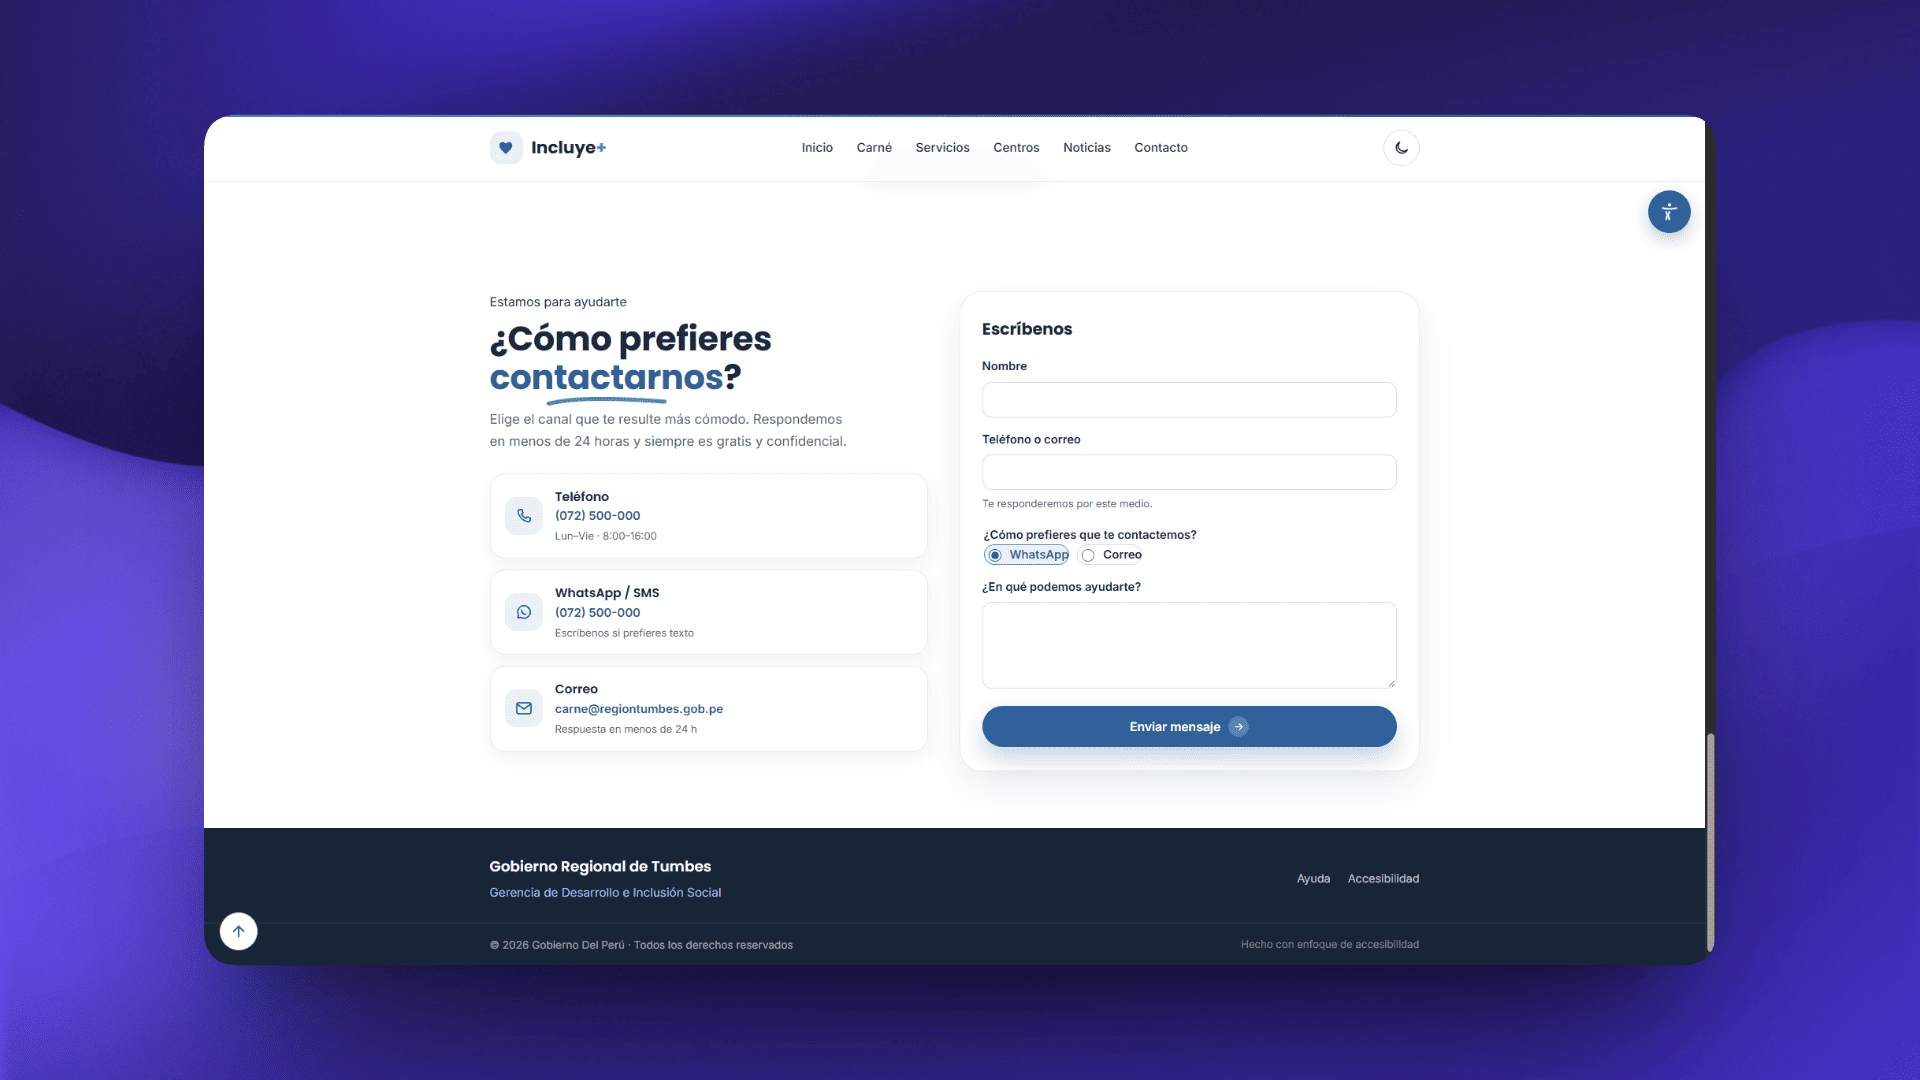 Incluye+
Inicio
Carné
Servicios
Centros
Noticias
Contacto
Estamos para ayudarte
¿Cómo prefieres
contactarnos?
Elige el canal que te resulte más cómodo. Respondemos
en menos de 24 horas y siempre es gratis y confidencial.
Teléfono
(072) 500-000
Lun–Vie · 8:00–16:00
WhatsApp / SMS
(072) 500-000
Escríbenos si prefieres texto
Correo
carne@regiontumbes.gob.pe
Respuesta en menos de 24 h
Escríbenos
Nombre
Teléfono o correo
Te responderemos por este medio.
¿Cómo prefieres que te contactemos?
WhatsApp
Correo
¿En qué podemos ayudarte?
Enviar mensaje
Gobierno Regional de Tumbes
Gerencia de Desarrollo e Inclusión Social
Ayuda
Accesibilidad
© 2026 Gobierno Del Perú · Todos los derechos reservados
Hecho con enfoque de accesibilidad